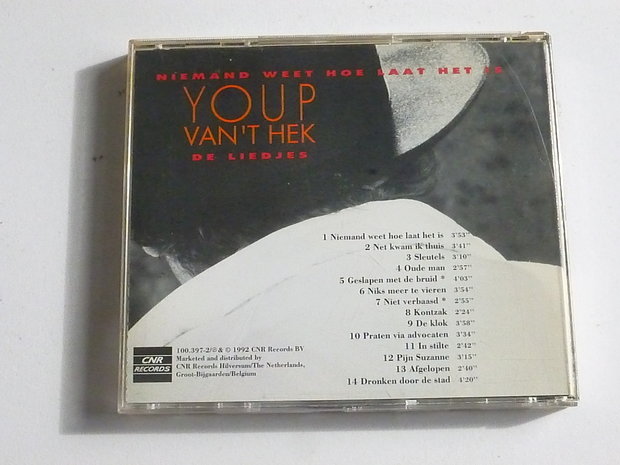 NIEMAND WEET HOE LAAT HET IS
YOUP
VAN'T HEK
DE LIEDJES
1 Niemand weet hoe laat het is 3'53''
2 Net kwam ik thuis 3'41''
3 Sleutels 3'10''
4 Oude man 2'57''
5 Geslapen met de bruid * 4'03''
6 Niks meer te vieren 3'54''
7 Niet verbaasd * 2'55''
8 Kontzak 2'24''
9 De klok 3'58''
10 Praten via advocaten 3'34''
11 In stilte 2'42''
12 Pijn Suzanne 3'15''
13 Afgelopen 2'40''
14 Dronken door de stad 4'20''
CNR
RECORDS
100.397-2/℗ & © 1992 CNR Records BV
Marketed and distributed by
CNR Records Hilversum/The Netherlands,
Groot-Bijgaarden/Belgium